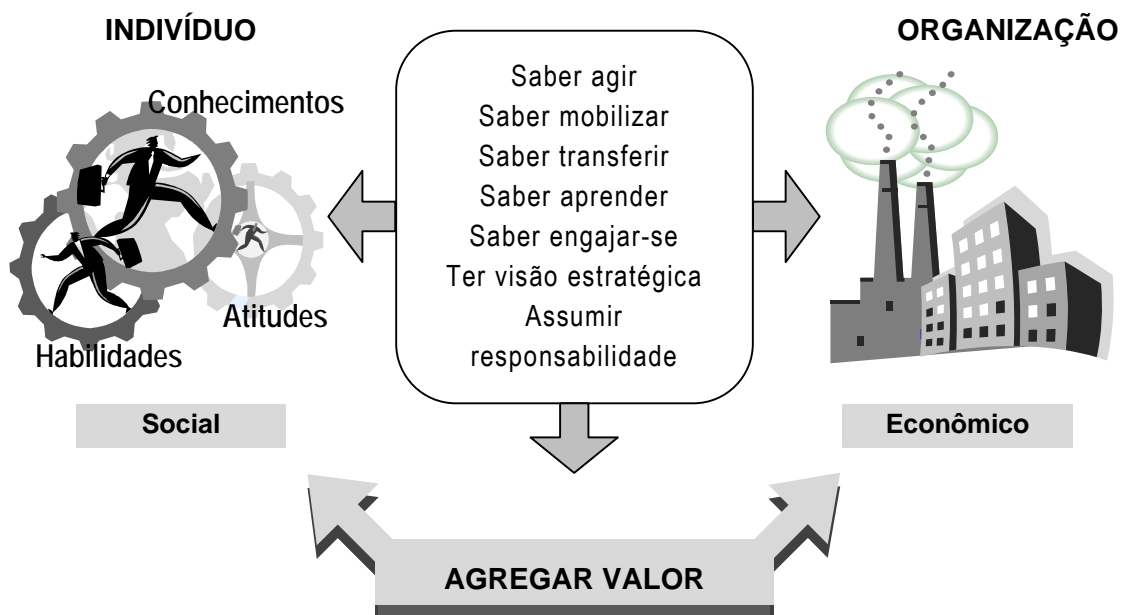 INDIVÍDUO
ORGANIZAÇÃO
Conhecimentos
Atitudes
Habilidades
Saber agir
Saber mobilizar
Saber transferir
Saber aprender
Saber engajar-se
Ter visão estratégica
Assumir
responsabilidade
Social
Econômico
AGREGAR VALOR